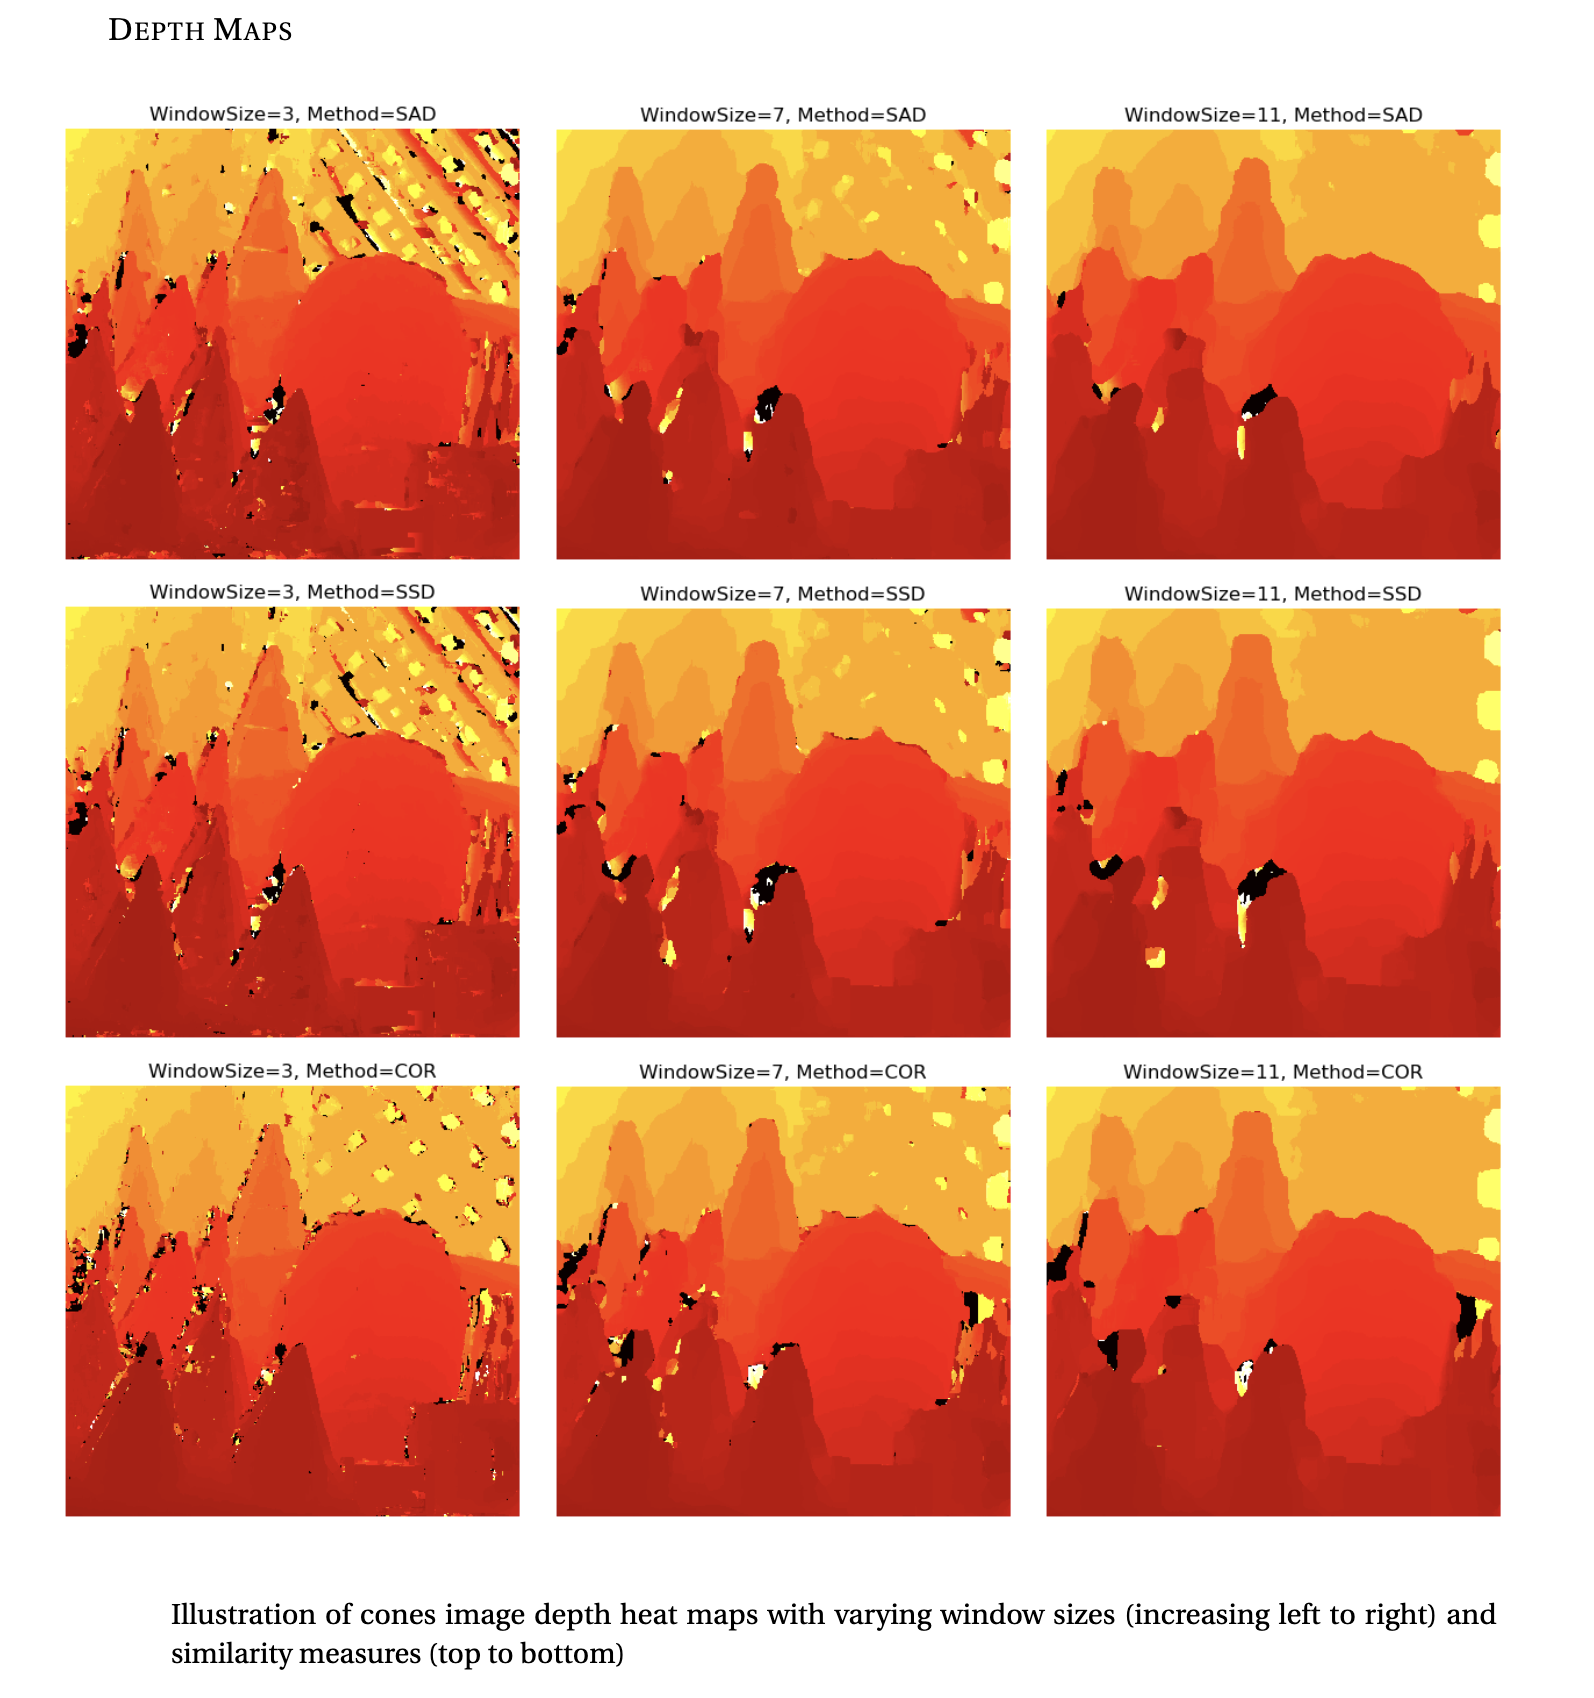 DEPTH MAPS
WindowSize=3, Method=SAD
WindowSize=7, Method=SAD
WindowSize=11, Method=SAD
WindowSize=3, Method=SSD
WindowSize=7, Method=SSD
WindowSize=11, Method=SSD
WindowSize=3, Method=COR
WindowSize=7, Method=COR
WindowSize=11, Method=COR
Illustration of cones image depth heat maps with varying window sizes (increasing left to right) and
similarity measures (top to bottom)